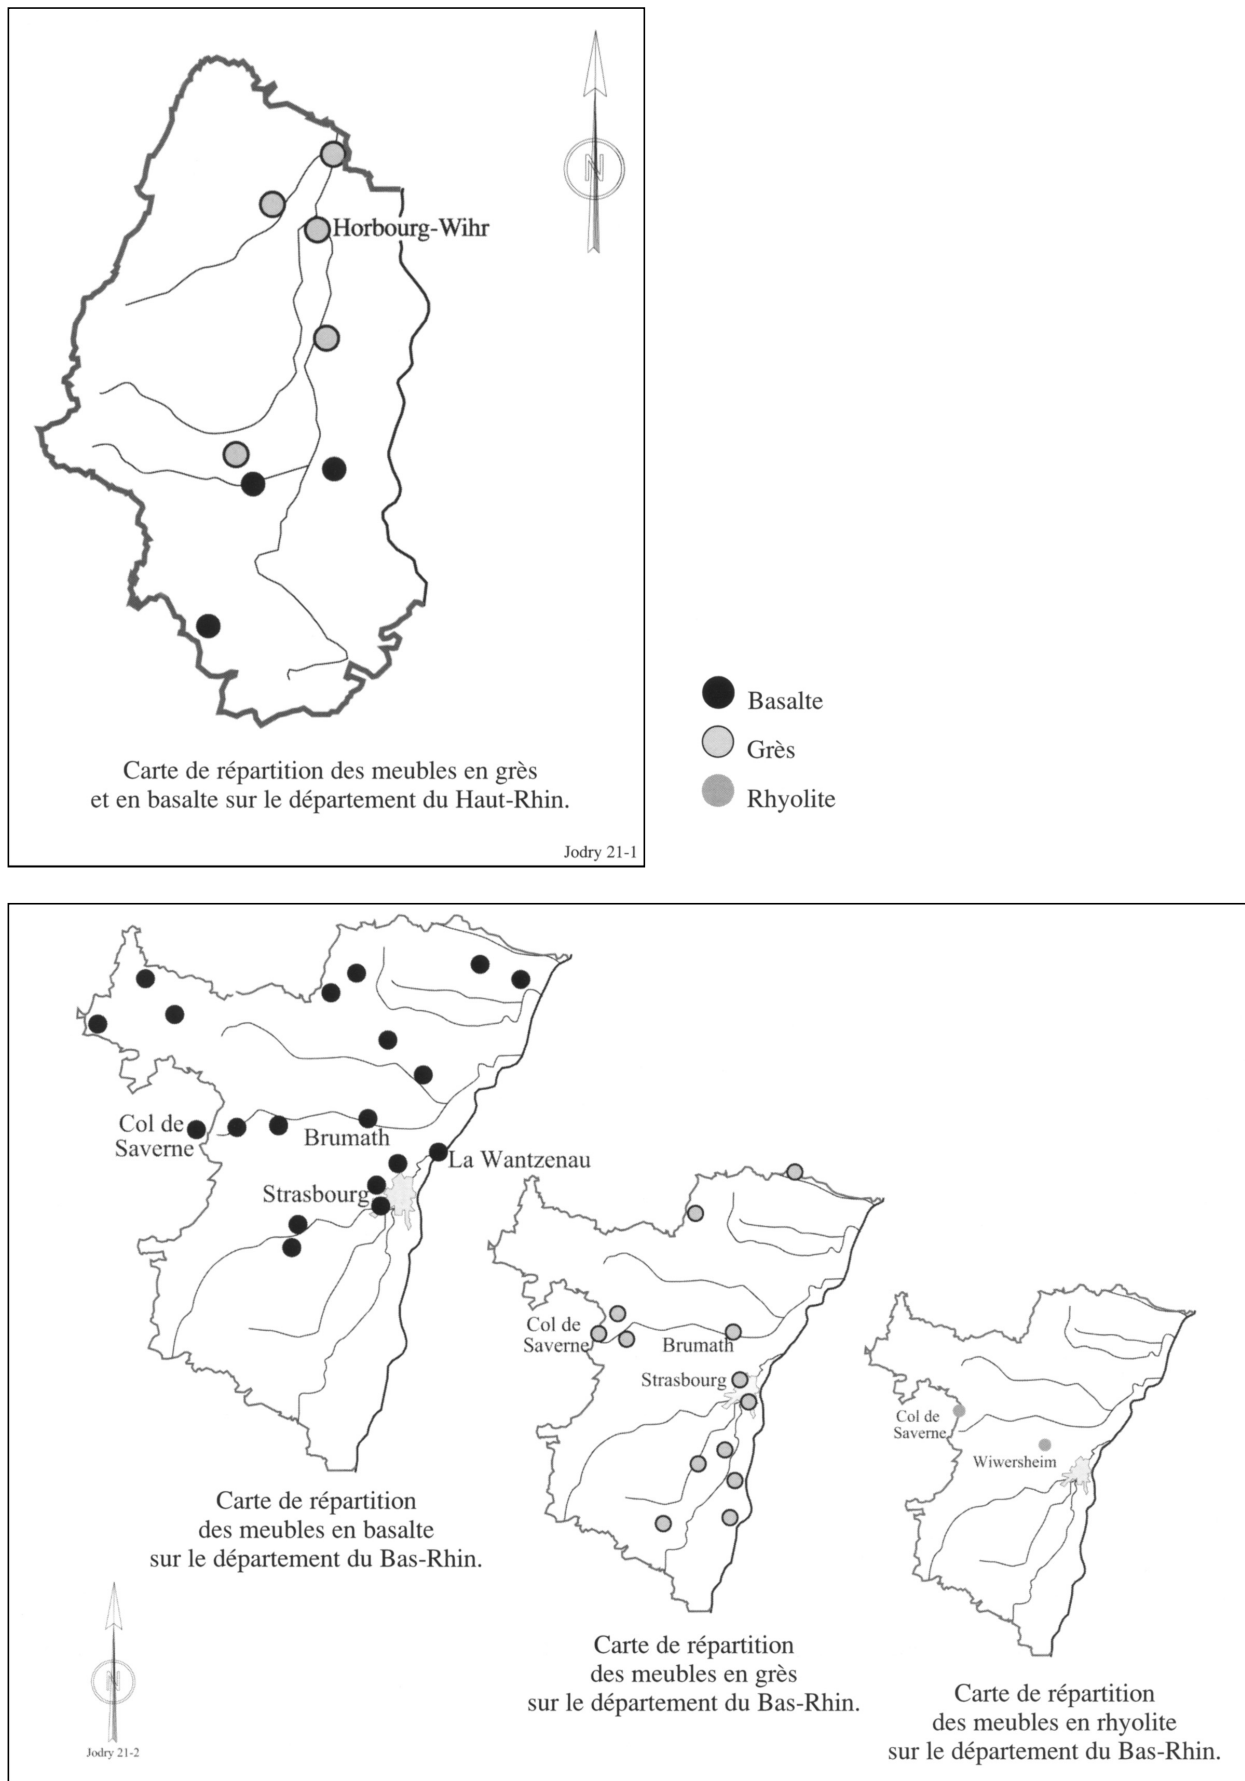 N
Horbourg-Wihr
Carte de répartition des meubles en grès
et en basalte sur le département du Haut-Rhin.
Jodry 21-1
Basalte
Grès
Rhyolite
Col de
Saverne
Brumath
La Wantzenau
Strasbourg
Carte de répartition
des meubles en basalte
sur le département du Bas-Rhin.
N
Jodry 21-2
Col de
Saverne
Brumath
Strasbourg
Carte de répartition
des meubles en grès
sur le département du Bas-Rhin.
Col de
Saverne
Wiwersheim
Carte de répartition
des meubles en rhyolite
sur le département du Bas-Rhin.